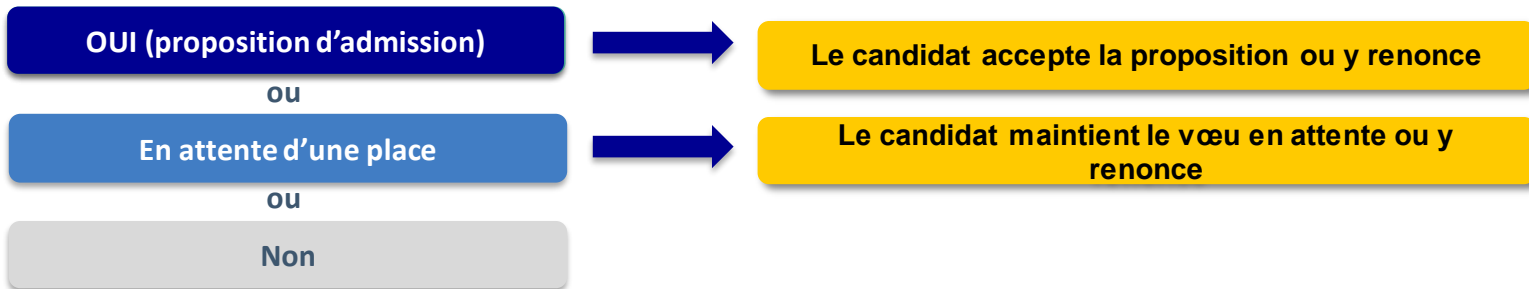 OUI (proposition d’admission)
Le candidat accepte la proposition ou y renonce
ou
En attente d’une place
Le candidat maintient le vœu en attente ou y
renonce
ou
Non